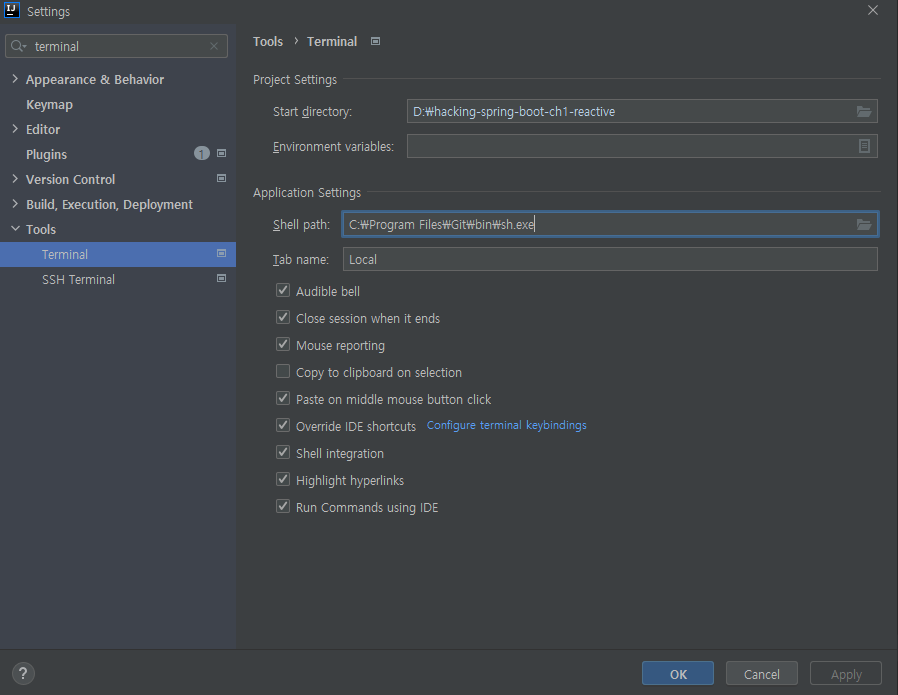 IJ
Settings
terminal
Appearance & Behavior
Keymap
Editor
Plugins 1
Version Control
Build, Execution, Deployment
Tools
Terminal
SSH Terminal
Tools › Terminal
Project Settings
Start directory: D:₩hacking-spring-boot-ch1-reactive
Environment variables:
Application Settings
Shell path: C:₩Program Files₩Git₩bin₩sh.exe
Tab name: Local
Audible bell
Close session when it ends
Mouse reporting
Copy to clipboard on selection
Paste on middle mouse button click
Override IDE shortcuts Configure terminal keybindings
Shell integration
Highlight hyperlinks
Run Commands using IDE
? OK Cancel Apply